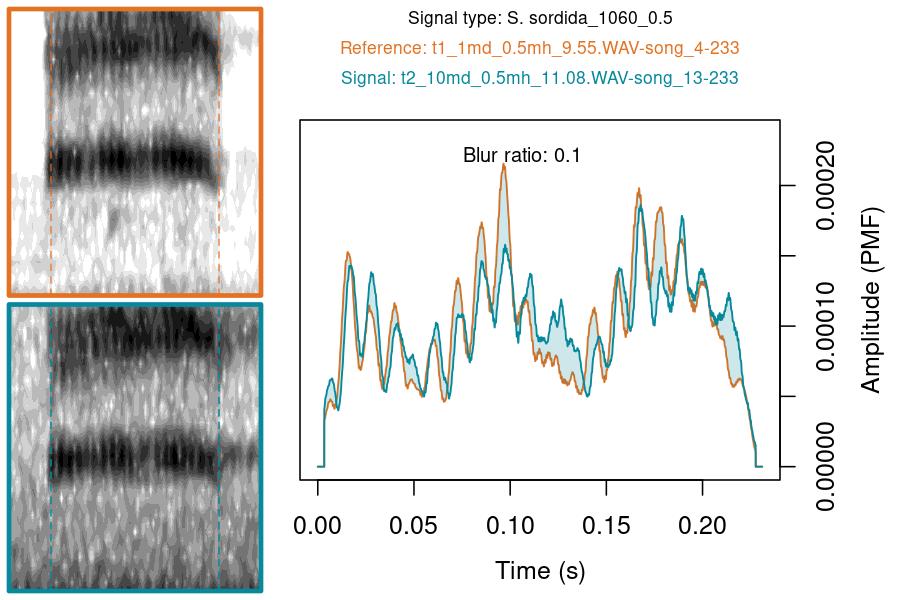 Signal type: S. sordida_1060_0.5
Reference: t1_1md_0.5mh_9.55.WAV-song_4-233
Signal: t2_10md_0.5mh_11.08.WAV-song_13-233
Blur ratio: 0.1
0.00000
0.00010
0.00020
Amplitude (PMF)
0.00
0.05
0.10
0.15
0.20
Time (s)